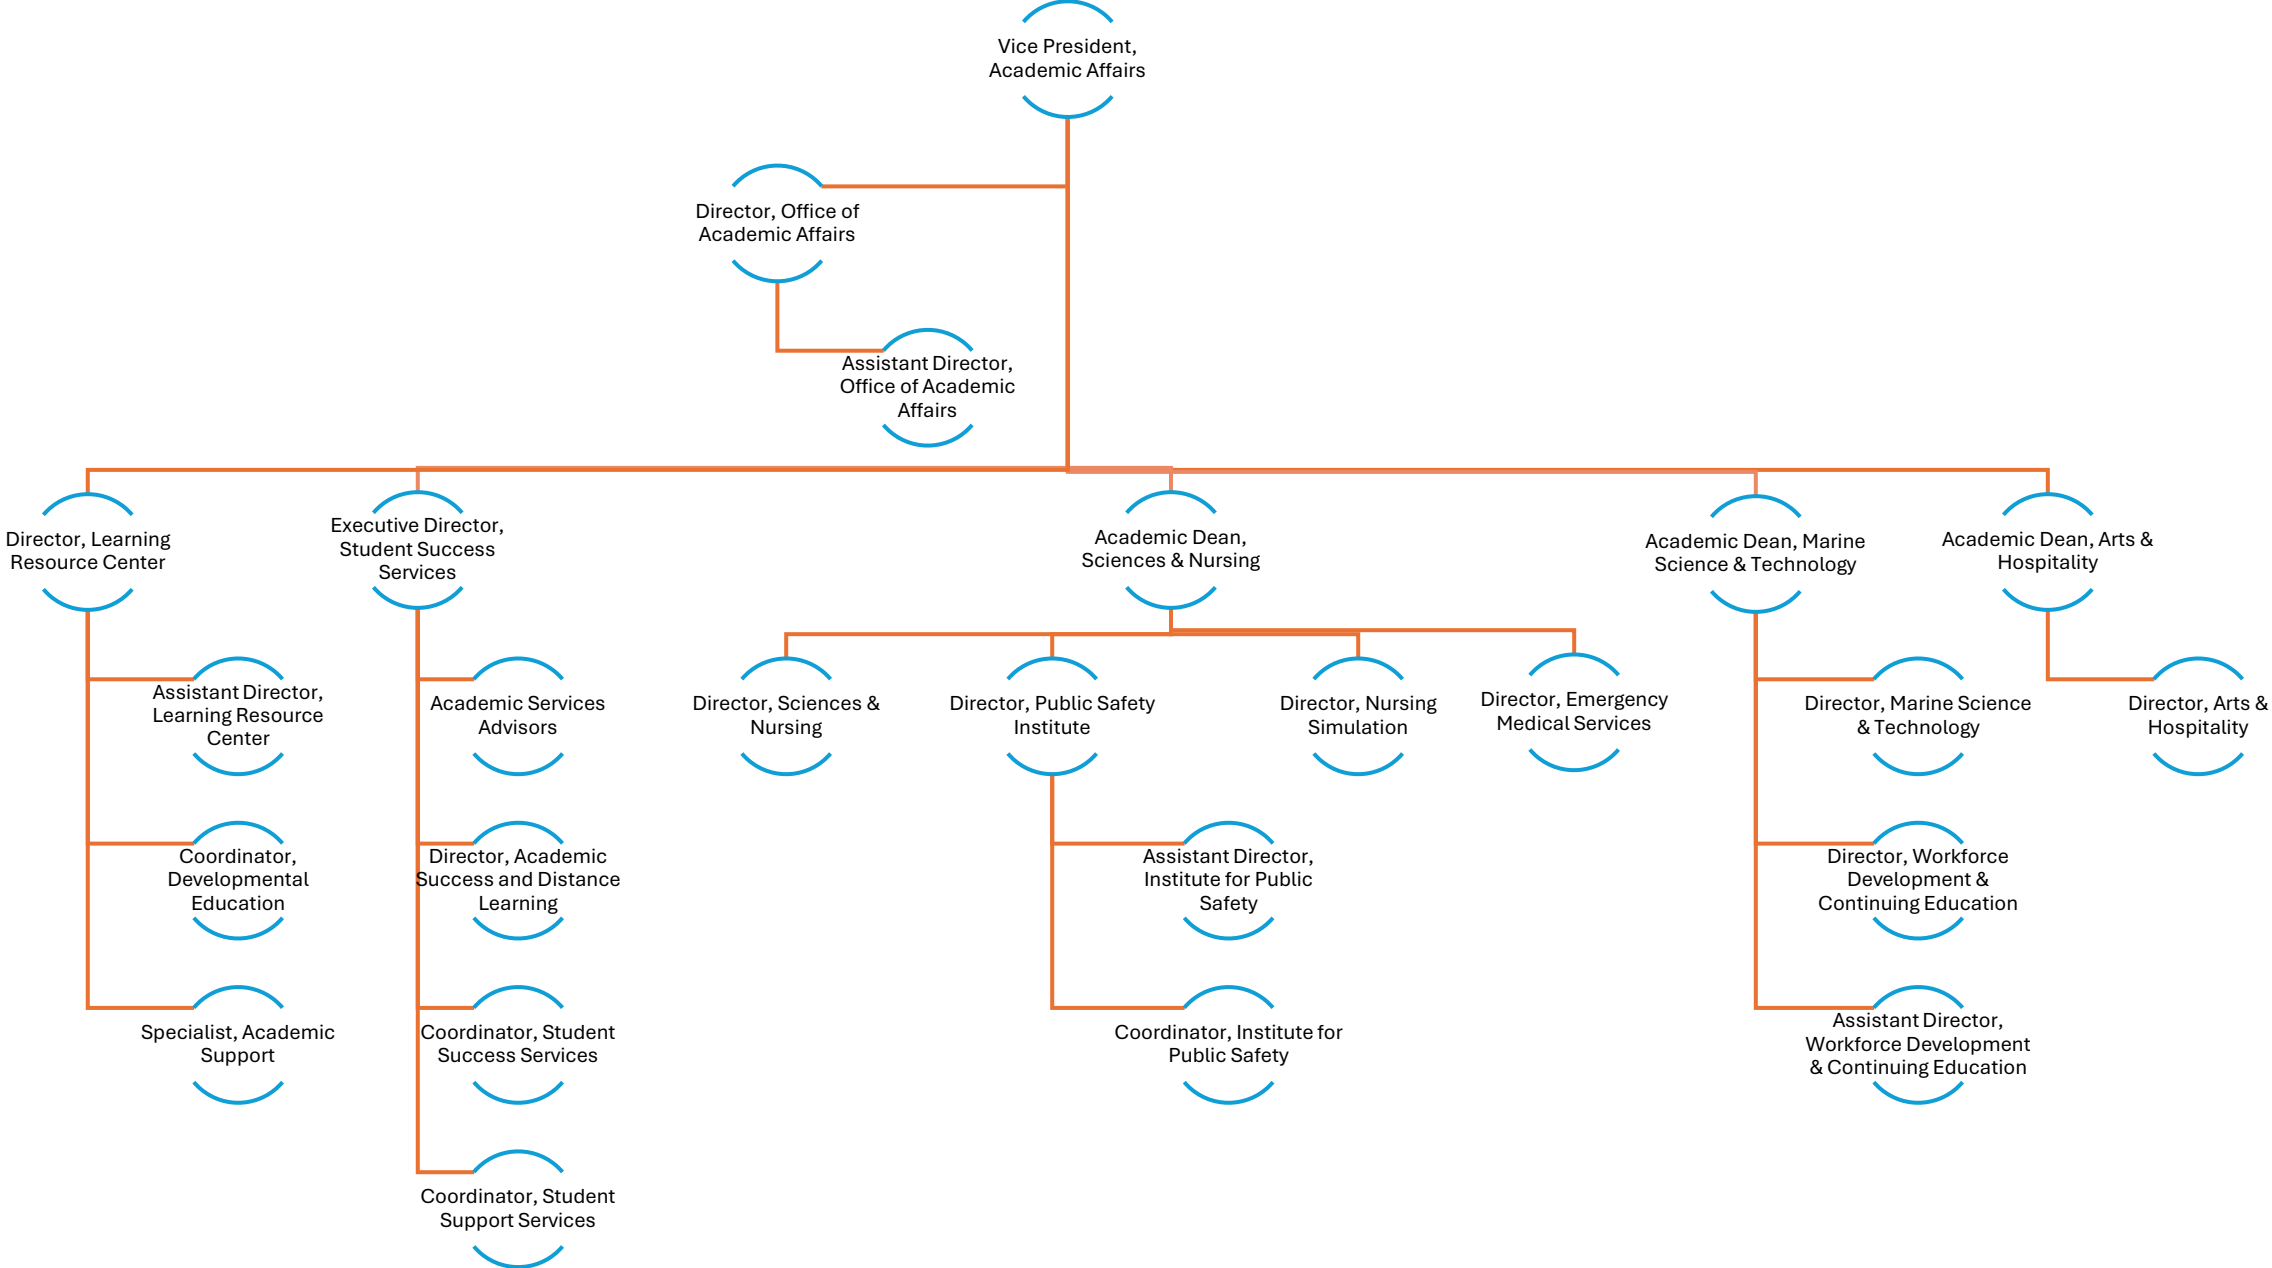 Vice President,
Academic Affairs
Director, Office of
Academic Affairs
Assistant Director,
Office of Academic
Affairs
Director, Learning
Resource Center
Executive Director,
Student Success
Services
Academic Dean,
Sciences & Nursing
Academic Dean, Marine
Science & Technology
Academic Dean, Arts &
Hospitality
Assistant Director,
Learning Resource
Center
Academic Services
Advisors
Director, Sciences &
Nursing
Director, Public Safety
Institute
Director, Nursing
Simulation
Director, Emergency
Medical Services
Director, Marine Science
& Technology
Director, Arts &
Hospitality
Coordinator,
Developmental
Education
Director, Academic
Success and Distance
Learning
Assistant Director,
Institute for Public
Safety
Director, Workforce
Development &
Continuing Education
Specialist, Academic
Support
Coordinator, Student
Success Services
Coordinator, Institute for
Public Safety
Assistant Director,
Workforce Development
& Continuing Education
Coordinator, Student
Support Services